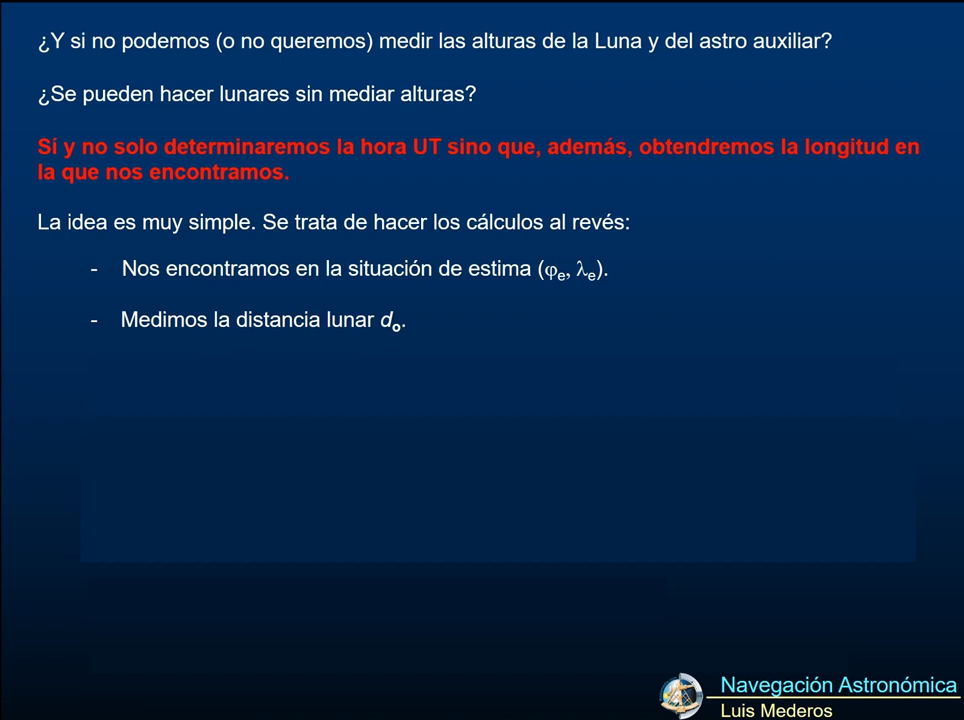 ¿Y si no podemos (o no queremos) medir las alturas de la Luna y del astro auxiliar?
¿Se pueden hacer lunares sin mediar alturas?
Sí y no solo determinaremos la hora UT sino que, además, obtendremos la longitud en
la que nos encontramos.
La idea es muy simple. Se trata de hacer los cálculos al revés:
- Nos encontramos en la situación de estima (φe, λe).
- Medimos la distancia lunar do.
Navegación Astronómica
Luis Mederos